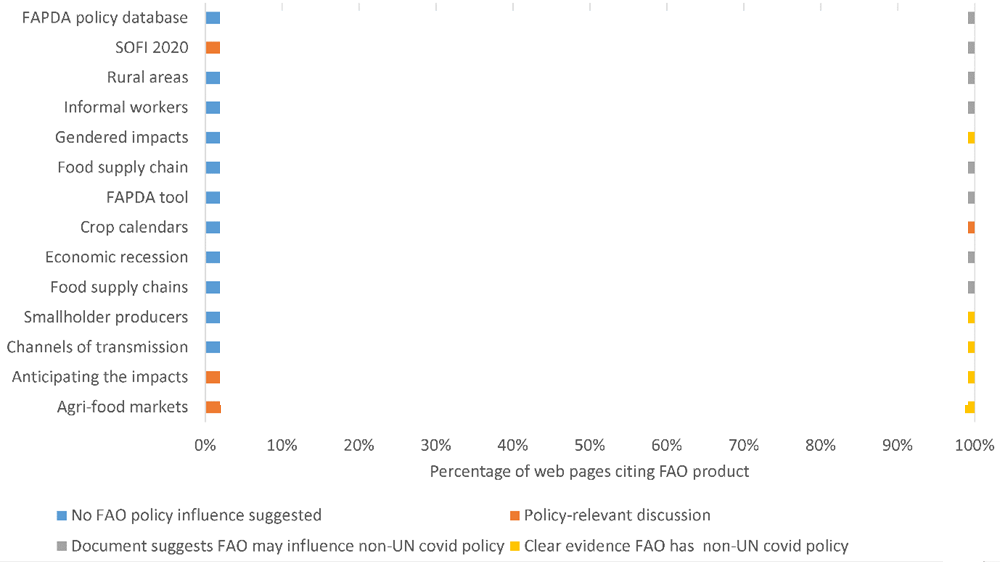 FAPDA policy database
SOFI 2020
Rural areas
Informal workers
Gendered impacts
Food supply chain
FAPDA tool
Crop calendars
Economic recession
Food supply chains
Smallholder producers
Channels of transmission
Anticipating the impacts
Agri-food markets
0% 10% 20% 30% 40% 50% 60% 70% 80% 90% 100%
Percentage of web pages citing FAO product
No FAO policy influence suggested Policy-relevant discussion
Document suggests FAO may influence non-UN covid policy Clear evidence FAO has non-UN covid policy